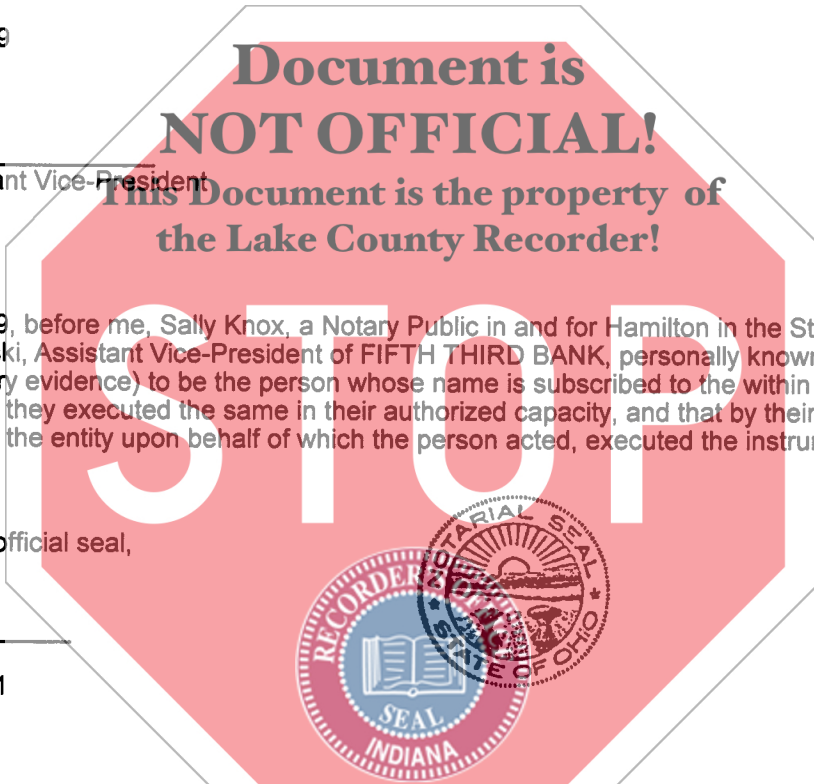 9
Document is
NOT OFFICIAL!
ant Vice-President
This Document is the property of
the Lake County Recorder!
STOP
9, before me, Sally Knox, a Notary Public in and for Hamilton in the St
ki, Assistant Vice-President of FIFTH THIRD BANK, personally known
ry evidence) to be the person whose name is subscribed to the within
they executed the same in their authorized capacity, and that by their
the entity upon behalf of which the person acted, executed the instru
official seal,
NOTARIAL SEAL
STATE OF OHIO
RECORDER'S OFFICE
SEAL
INDIANA
1